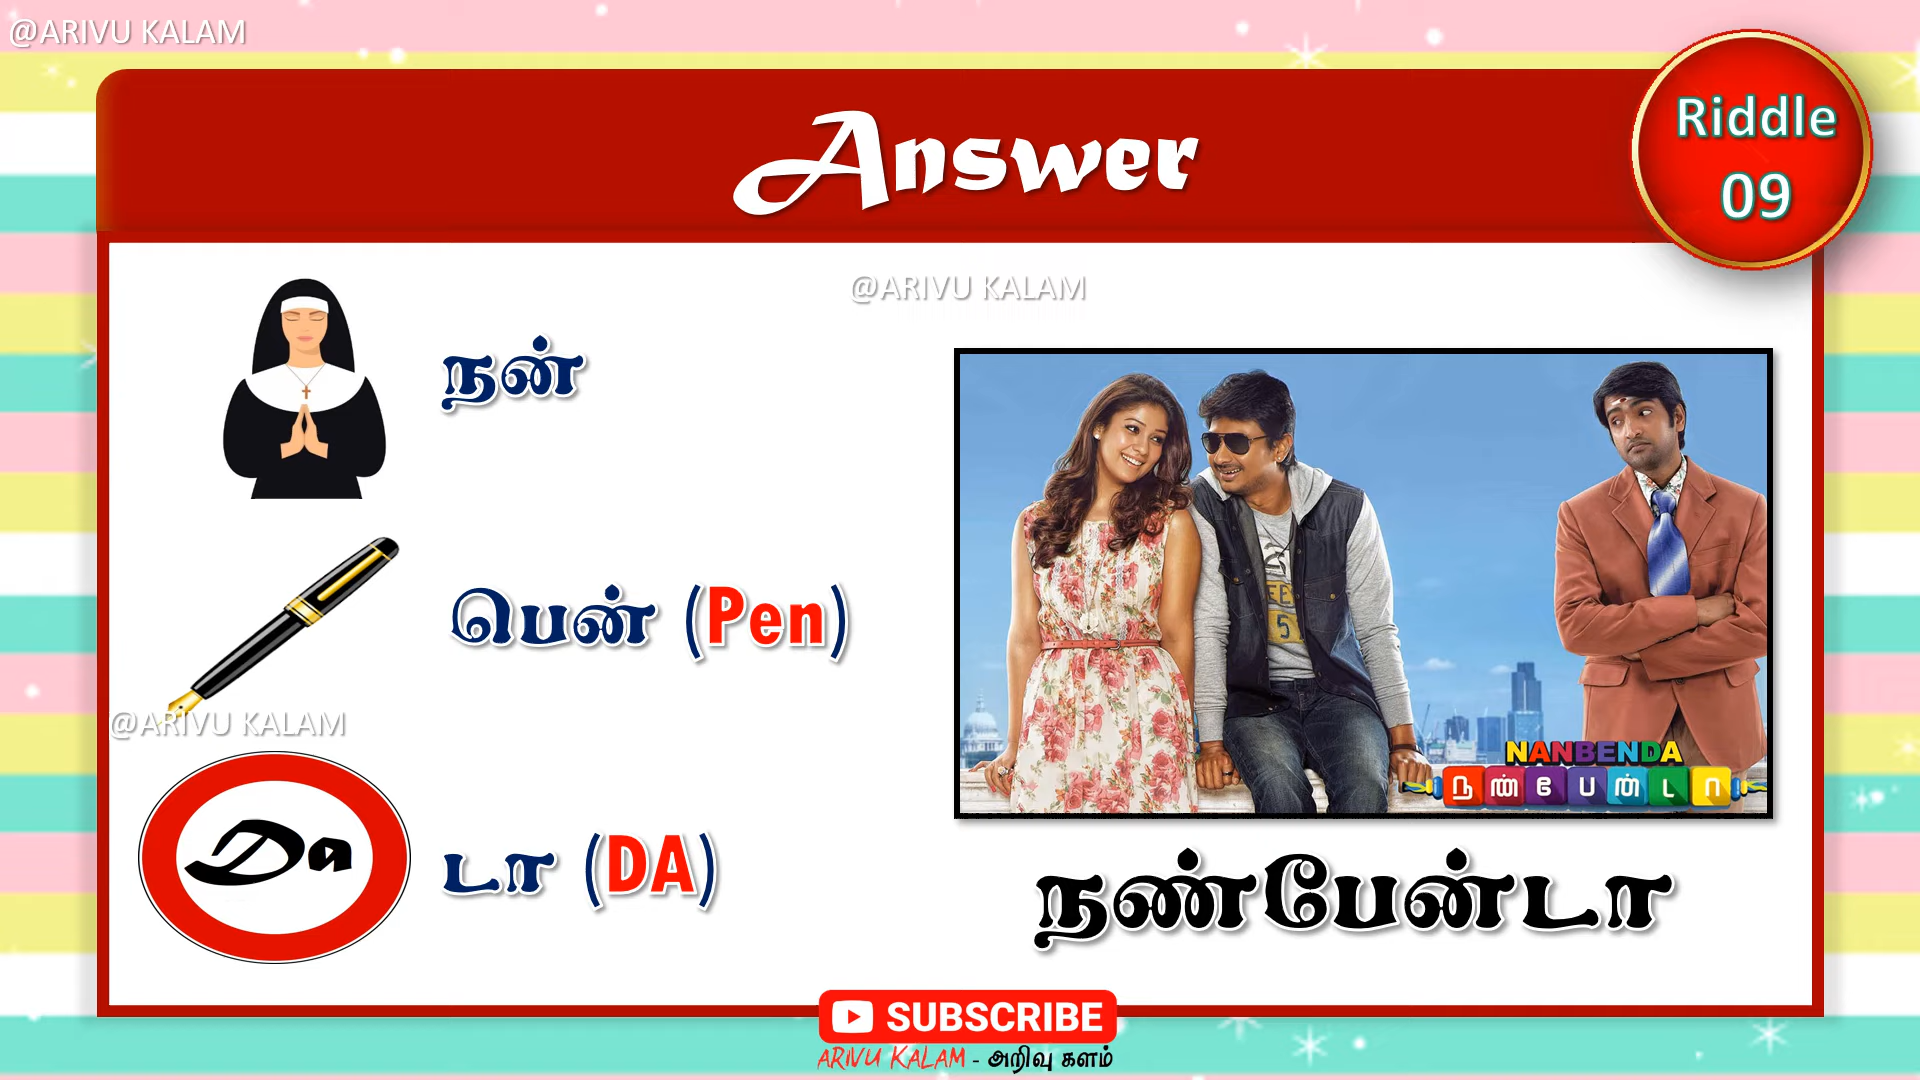 @ARIVU KALAM
Answer
Riddle
09
@ARIVU KALAM
நன்
பென் (Pen)
@ARIVU KALAM
Da
டா (DA)
NANBENDA
நண்பேன்டா
நண்பேன்டா
SUBSCRIBE
ARIVU KALAM - அறிவு களம்